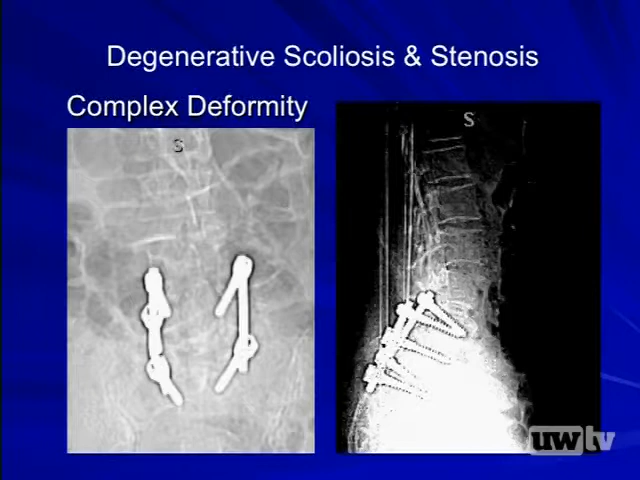 Degenerative Scoliosis & Stenosis
Complex Deformity
S
S
uwtv